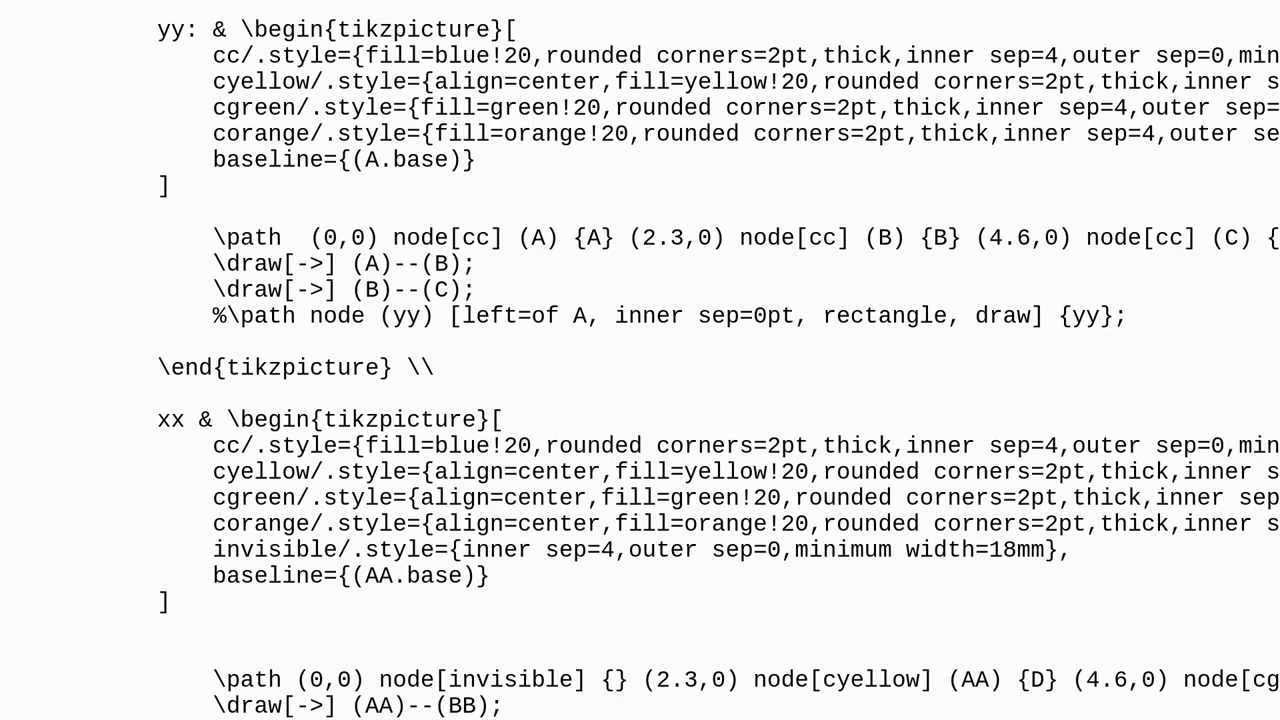 yy: & \begin{tikzpicture}[
cc/.style={fill=blue!20,rounded corners=2pt,thick,inner sep=4,outer sep=0,min
cyellow/.style={align=center,fill=yellow!20,rounded corners=2pt,thick,inner s
cgreen/.style={fill=green!20,rounded corners=2pt,thick,inner sep=4,outer sep=
corange/.style={fill=orange!20,rounded corners=2pt,thick,inner sep=4,outer se
baseline={(A.base)}
]
\path  (0,0) node[cc] (A) {A} (2.3,0) node[cc] (B) {B} (4.6,0) node[cc] (C) {
\draw[->] (A)--(B);
\draw[->] (B)--(C);
%\path node (yy) [left=of A, inner sep=0pt, rectangle, draw] {yy};
\end{tikzpicture} \\
xx & \begin{tikzpicture}[
cc/.style={fill=blue!20,rounded corners=2pt,thick,inner sep=4,outer sep=0,min
cyellow/.style={align=center,fill=yellow!20,rounded corners=2pt,thick,inner s
cgreen/.style={align=center,fill=green!20,rounded corners=2pt,thick,inner sep
corange/.style={align=center,fill=orange!20,rounded corners=2pt,thick,inner s
invisible/.style={inner sep=4,outer sep=0,minimum width=18mm},
baseline={(AA.base)}
]
\path (0,0) node[invisible] {} (2.3,0) node[cyellow] (AA) {D} (4.6,0) node[cg
\draw[->] (AA)--(BB);